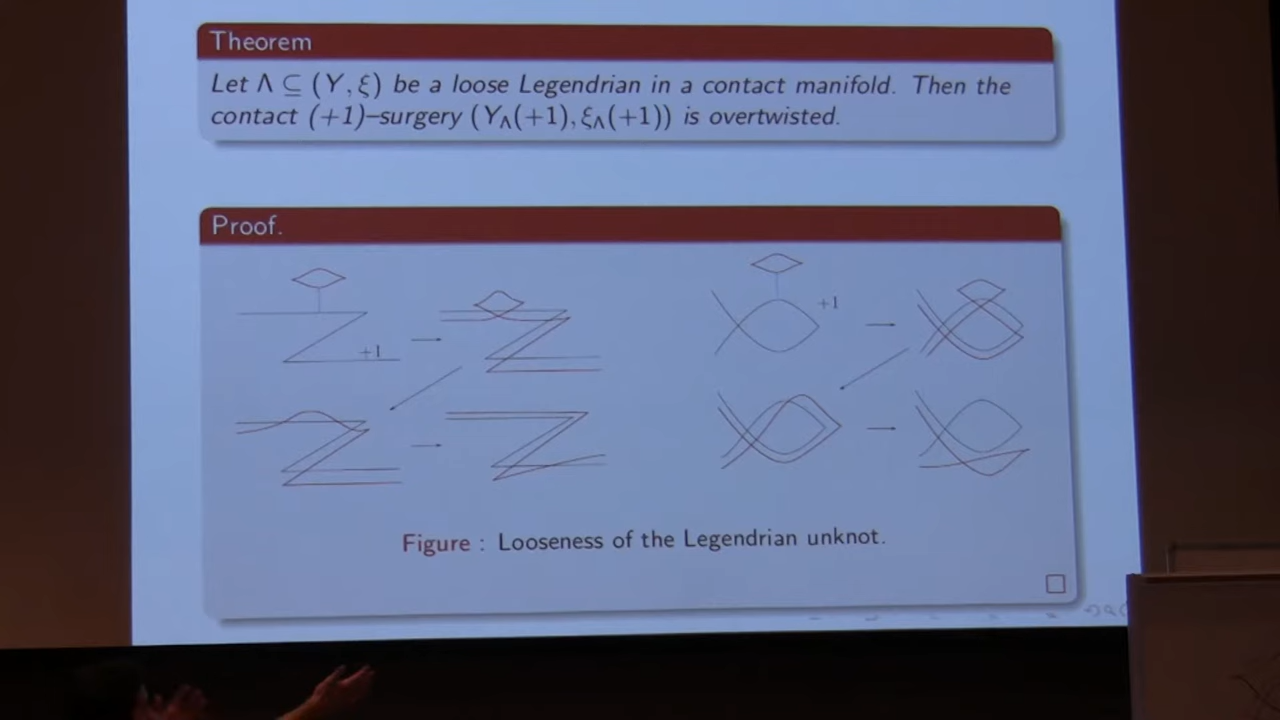 Theorem
Let Λ ⊆ (Y, ξ) be a loose Legendrian in a contact manifold. Then the
contact (+1)–surgery (Y_Λ(+1), ξ_Λ(+1)) is overtwisted.
Proof.
+1
+1
Figure : Looseness of the Legendrian unknot.